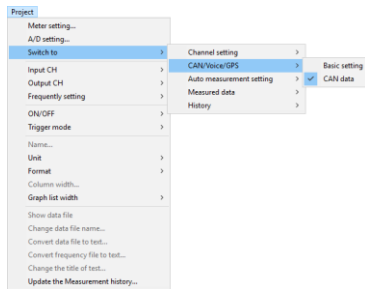 Project
Meter setting...
A/D setting...
Switch to
Input CH
Output CH
Frequently setting
ON/OFF
Trigger mode
Name...
Unit
Format
Column width...
Graph list width
Show data file
Change data file name...
Convert data file to text...
Convert frequency file to text...
Change the title of test...
Update the Measurement history...
Channel setting
CAN/Voice/GPS
Auto measurement setting
Measured data
History
Basic setting
CAN data